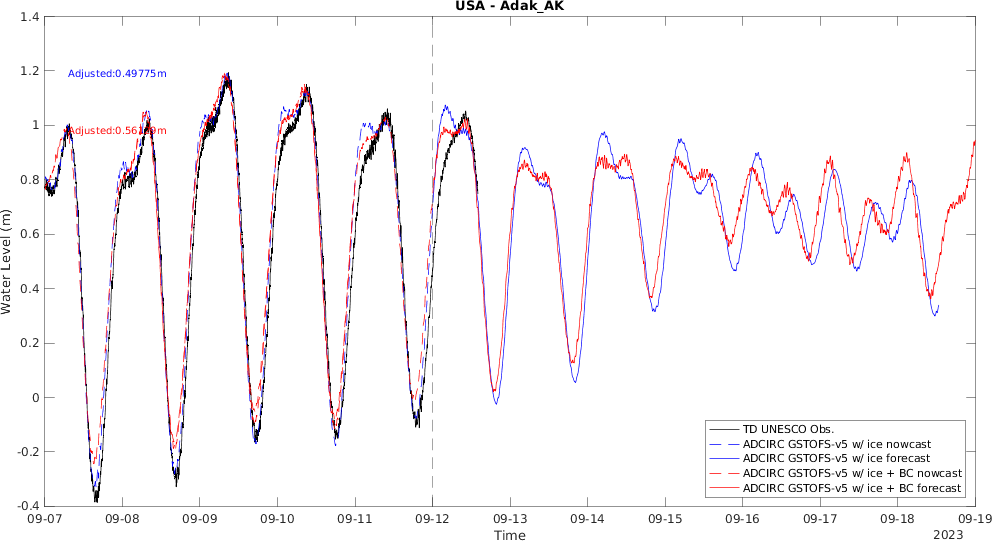 USA - Adak_AK
1.4
1.2
1
0.8
0.6
0.4
0.2
0
-0.2
-0.4
Water Level (m)
Adjusted:0.49775m
TD UNESCO Obs.
ADCIRC GSTOFS-v5 w/ ice nowcast
ADCIRC GSTOFS-v5 w/ ice forecast
ADCIRC GSTOFS-v5 w/ ice + BC nowcast
ADCIRC GSTOFS-v5 w/ ice + BC forecast
09-07 09-08 09-09 09-10 09-11 09-12 09-13 09-14 09-15 09-16 09-17 09-18 09-19
Time
2023